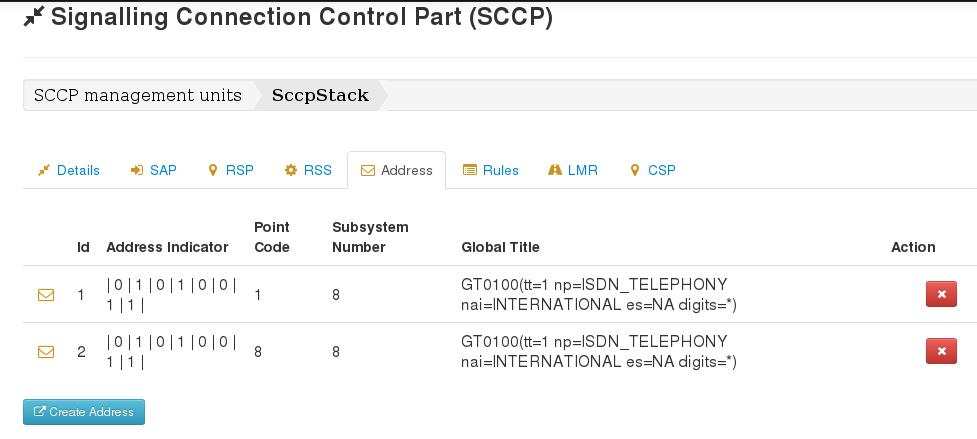 Signalling Connection Control Part (SCCP)
SCCP management units SccpStack
Details SAP RSP RSS Address Rules LMR CSP
Id Address Indicator Point Code Subsystem Number Global Title Action
1 | 0 | 1 | 0 | 1 | 0 | 0 | 1 | 1 | 1 8 GT0100(tt=1 np=ISDN_TELEPHONY
nai=INTERNATIONAL es=NA digits=*)
2 | 0 | 1 | 0 | 1 | 0 | 0 | 1 | 1 | 8 8 GT0100(tt=1 np=ISDN_TELEPHONY
nai=INTERNATIONAL es=NA digits=*)
Create Address